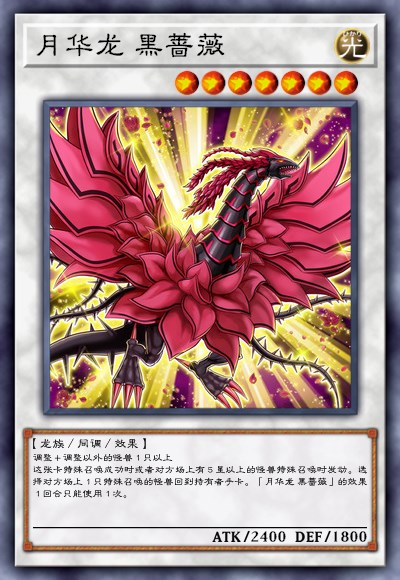 月华龙 黑蔷薇
ひかり
光
【龙族／同调／效果】
调整＋调整以外的怪兽1只以上
这张卡特殊召唤成功时或者对方场上有5星以上的怪兽特殊召唤时发动。选
择对方场上1只特殊召唤的怪兽回到持有者手卡。「月华龙 黑蔷薇」的效果
1回合只能使用1次。
ATK/2400 DEF/1800